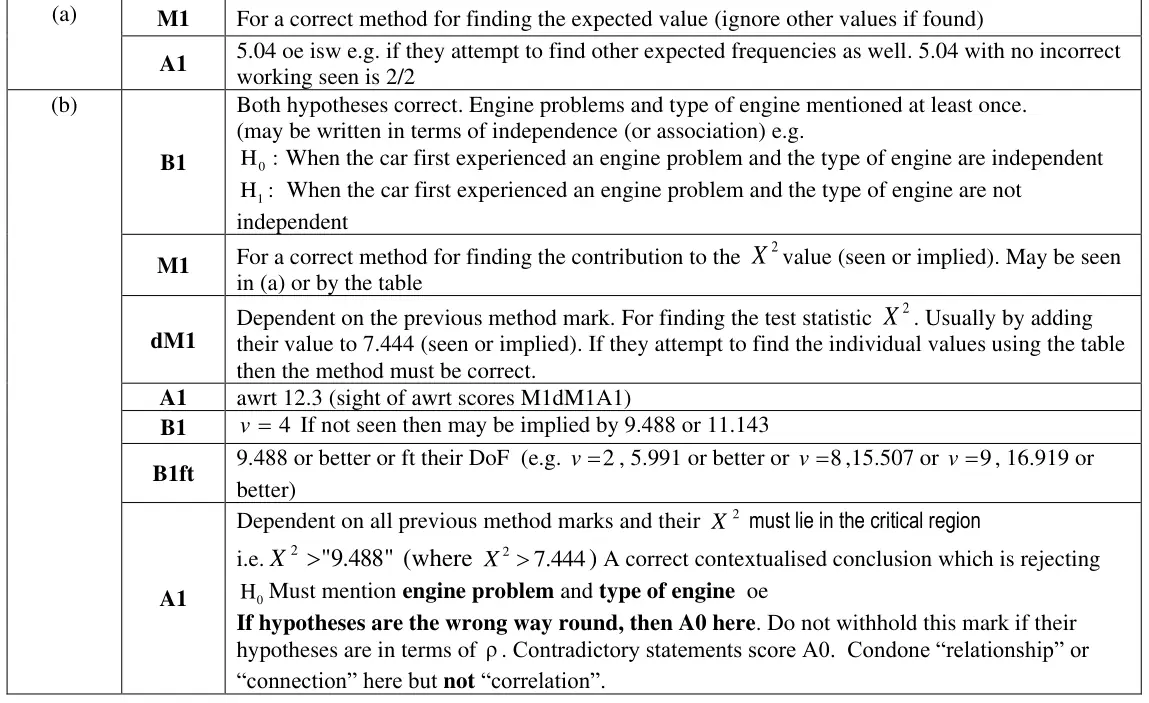 (a) M1 For a correct method for finding the expected value (ignore other values if found)
A1 5.04 oe isw e.g. if they attempt to find other expected frequencies as well. 5.04 with no incorrect
working seen is 2/2
(b) B1 Both hypotheses correct. Engine problems and type of engine mentioned at least once.
(may be written in terms of independence (or association) e.g.
H₀ : When the car first experienced an engine problem and the type of engine are independent
H₁ : When the car first experienced an engine problem and the type of engine are not
independent
M1 For a correct method for finding the contribution to the X² value (seen or implied). May be seen
in (a) or by the table
dM1 Dependent on the previous method mark. For finding the test statistic X². Usually by adding
their value to 7.444 (seen or implied). If they attempt to find the individual values using the table
then the method must be correct.
A1 awrt 12.3 (sight of awrt scores M1dM1A1)
B1 v = 4 If not seen then may be implied by 9.488 or 11.143
B1ft 9.488 or better or ft their DoF (e.g. v =2 , 5.991 or better or v =8 ,15.507 or v =9 , 16.919 or
better)
A1 Dependent on all previous method marks and their X² must lie in the critical region
i.e. X² >"9.488" (where X² > 7.444 ) A correct contextualised conclusion which is rejecting
H₀ Must mention engine problem and type of engine oe
If hypotheses are the wrong way round, then A0 here. Do not withhold this mark if their
hypotheses are in terms of ρ . Contradictory statements score A0. Condone “relationship” or
“connection” here but not “correlation”.